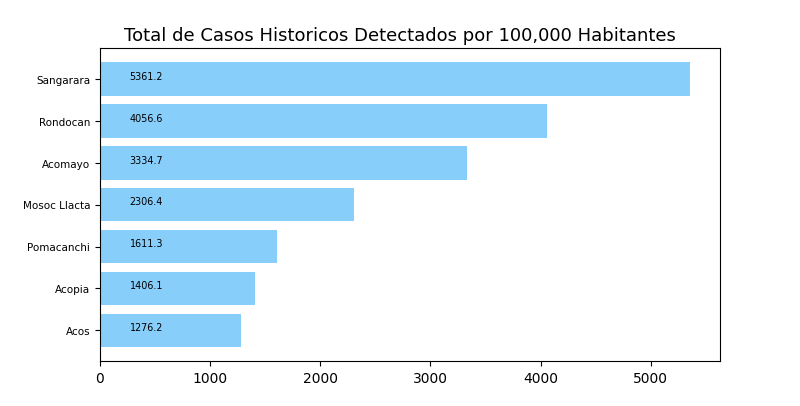 Total de Casos Historicos Detectados por 100,000 Habitantes
Sangarara 5361.2
Rondocan 4056.6
Acomayo 3334.7
Mosoc Llacta 2306.4
Pomacanchi 1611.3
Acopia 1406.1
Acos 1276.2
0 1000 2000 3000 4000 5000